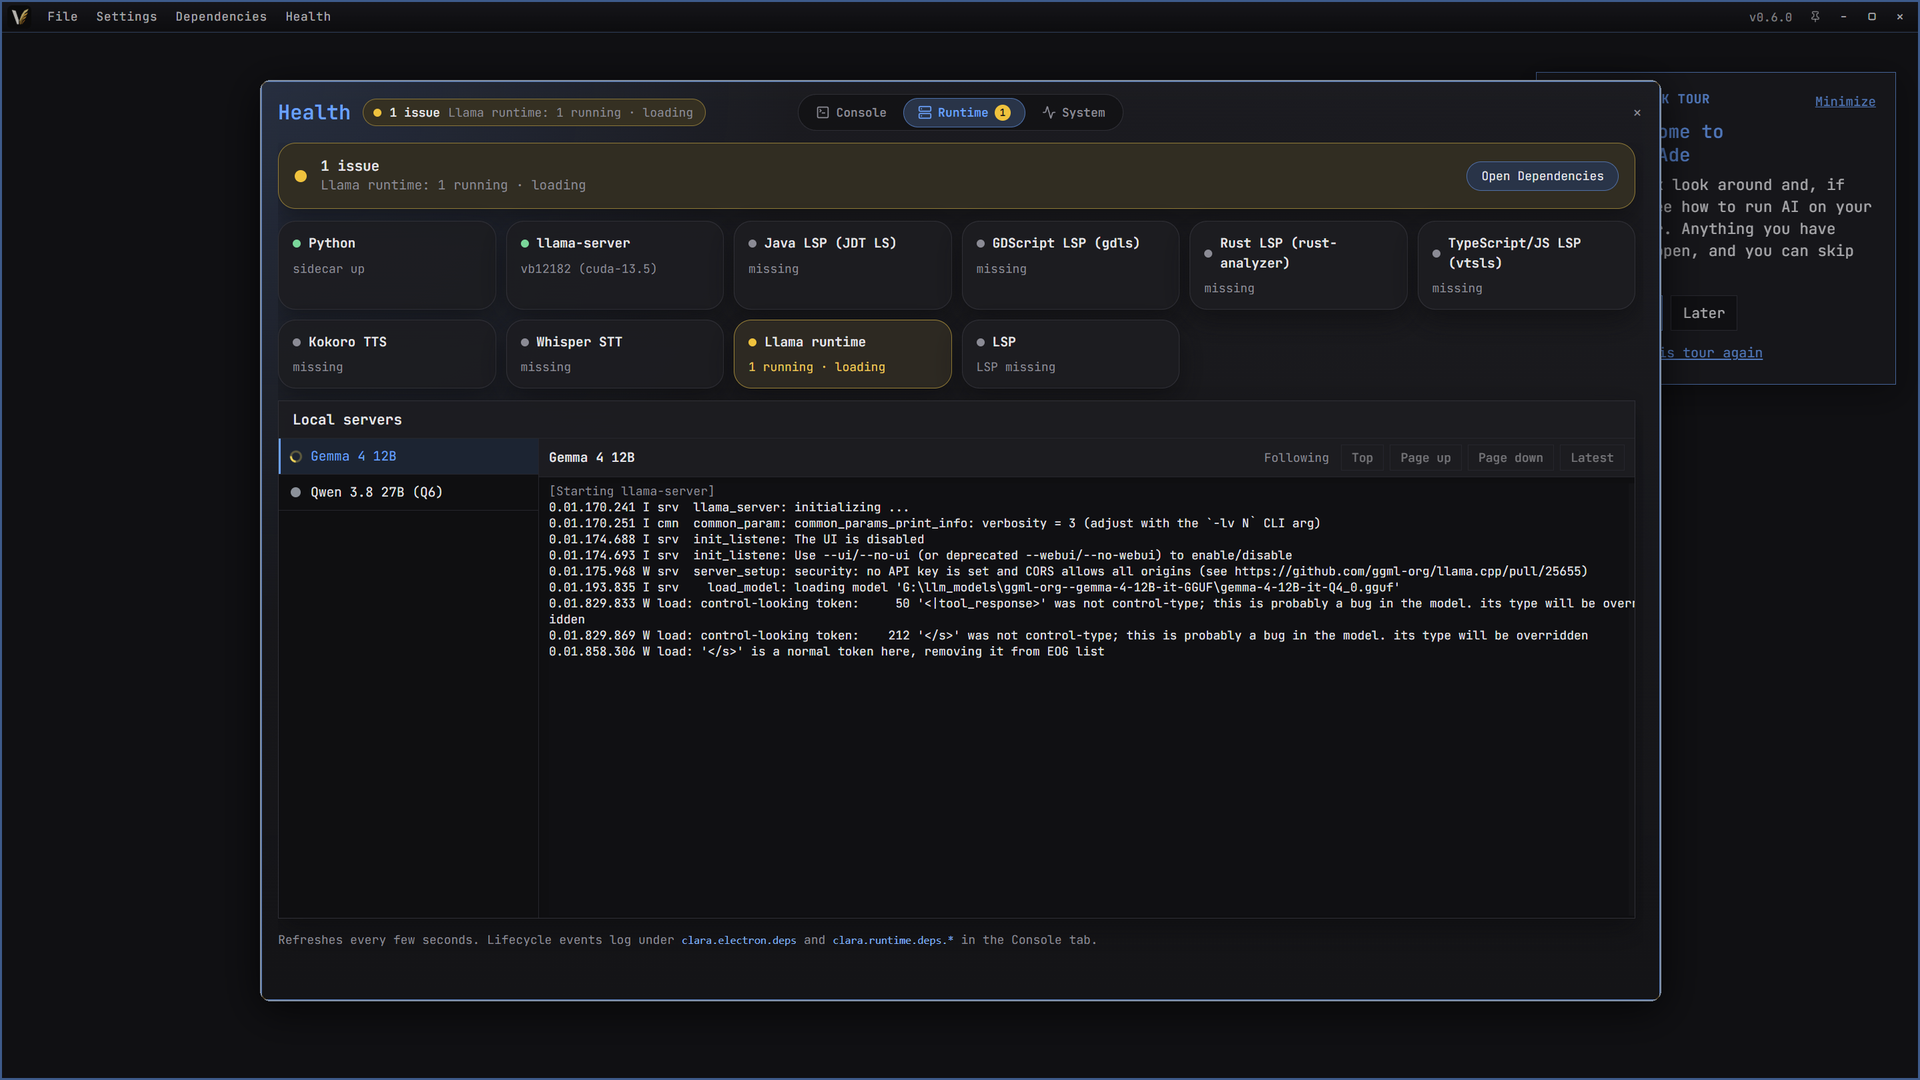 File Settings Dependencies Health
v0.6.0
K TOUR
Minimize
ome to
Ade
look around and, if
e how to run AI on your
. Anything you have
pen, and you can skip
Later
is tour again
Health
1 issue Llama runtime: 1 running · loading
Console
Runtime 1
System
1 issue
Llama runtime: 1 running · loading
Open Dependencies
Python
sidecar up
llama-server
vb12182 (cuda-13.5)
Java LSP (JDT LS)
missing
GDScript LSP (gdls)
missing
Rust LSP (rust-
analyzer)
missing
TypeScript/JS LSP
(vtsls)
missing
Kokoro TTS
missing
Whisper STT
missing
Llama runtime
1 running · loading
LSP
LSP missing
Local servers
Gemma 4 12B
Qwen 3.8 27B (Q6)
Gemma 4 12B
Following
Top
Page up
Page down
Latest
[Starting llama-server]
0.01.170.241 I srv  llama_server: initializing ...
0.01.170.251 I cmn  common_param: common_params_print_info: verbosity = 3 (adjust with the `-lv N` CLI arg)
0.01.174.688 I srv  init_listene: The UI is disabled
0.01.174.693 I srv  init_listene: Use --ui/--no-ui (or deprecated --webui/--no-webui) to enable/disable
0.01.175.968 W srv  server_setup: security: no API key is set and CORS allows all origins (see https://github.com/ggml-org/llama.cpp/pull/25655)
0.01.193.835 I srv    load_model: loading model 'G:\llm_models\ggml-org--gemma-4-12B-it-GGUF\gemma-4-12B-it-Q4_0.gguf'
0.01.829.833 W load: control-looking token:     50 '<|tool_response>' was not control-type; this is probably a bug in the model. its type will be overr
idden
0.01.829.869 W load: control-looking token:    212 '</s>' was not control-type; this is probably a bug in the model. its type will be overridden
0.01.858.306 W load: '</s>' is a normal token here, removing it from EOG list
Refreshes every few seconds. Lifecycle events log under clara.electron.deps and clara.runtime.deps.* in the Console tab.